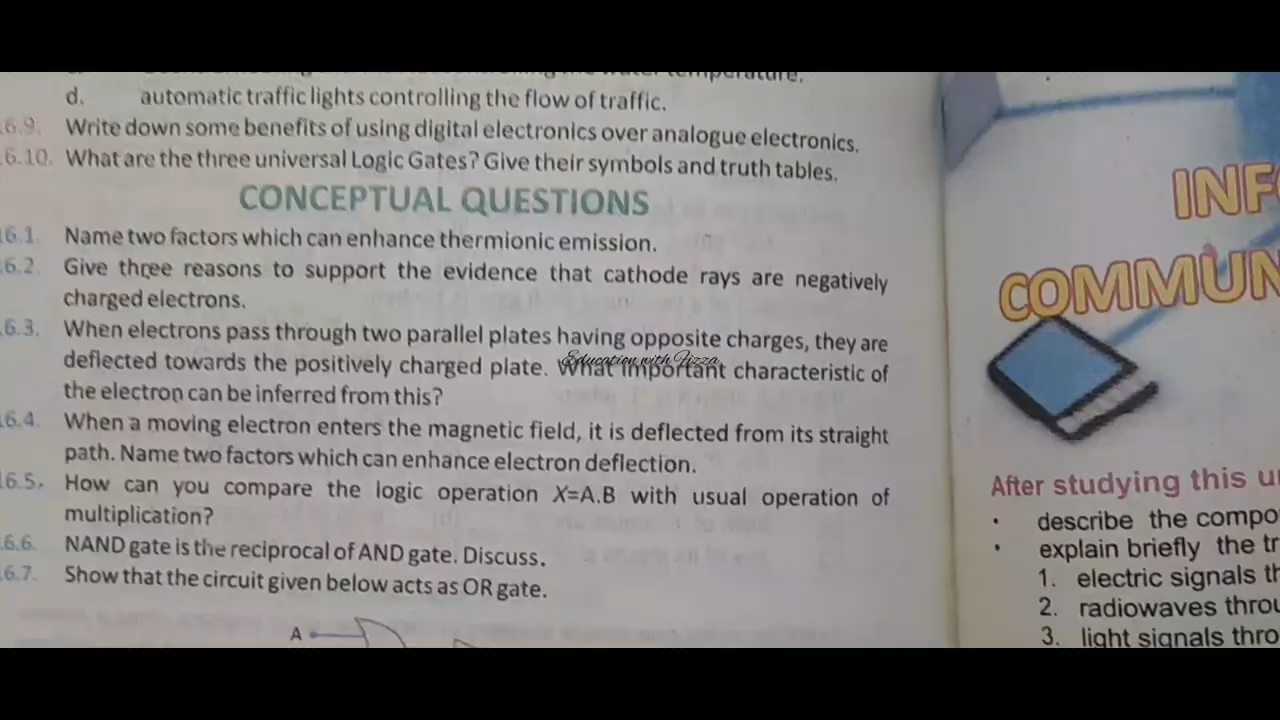 temperature.
d. automatic traffic lights controlling the flow of traffic.
6.9. Write down some benefits of using digital electronics over analogue electronics.
6.10. What are the three universal Logic Gates? Give their symbols and truth tables.
CONCEPTUAL QUESTIONS
6.1. Name two factors which can enhance thermionic emission.
6.2. Give three reasons to support the evidence that cathode rays are negatively
charged electrons.
6.3. When electrons pass through two parallel plates having opposite charges, they are
deflected towards the positively charged plate. What important characteristic of
the electron can be inferred from this?
Education with Fizza
6.4. When a moving electron enters the magnetic field, it is deflected from its straight
path. Name two factors which can enhance electron deflection.
6.5. How can you compare the logic operation X=A.B with usual operation of
multiplication?
6.6. NAND gate is the reciprocal of AND gate. Discuss.
6.7. Show that the circuit given below acts as OR gate.
A
INF
COMMUN
After studying this u
• describe the compo
• explain briefly the tr
1. electric signals th
2. radiowaves throu
3. light signals thro